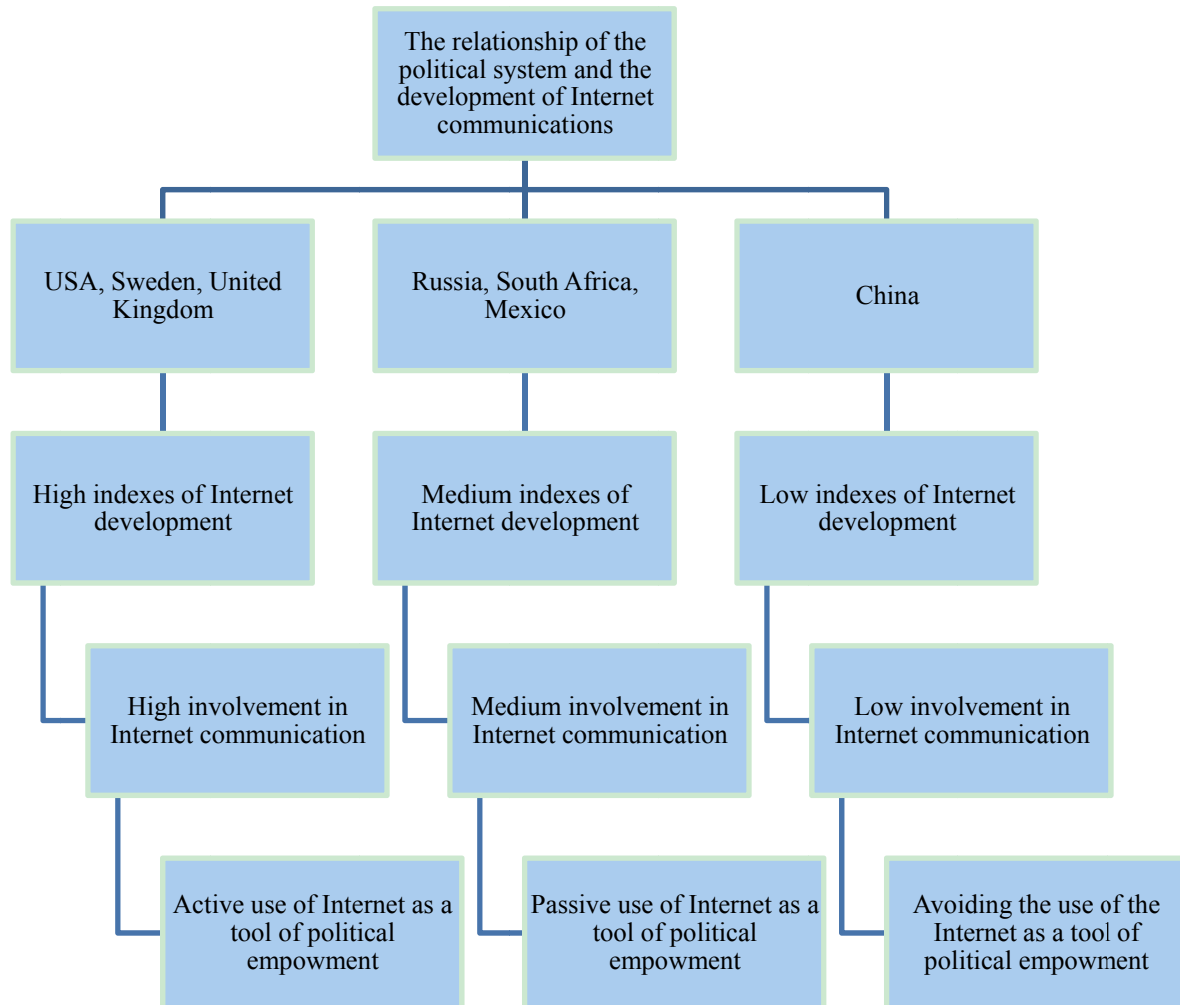 The relationship of the
political system and the
development of Internet
communications
USA, Sweden, United
Kingdom
Russia, South Africa,
Mexico
China
High indexes of Internet
development
Medium indexes of
Internet development
Low indexes of Internet
development
High involvement in
Internet communication
Medium involvement in
Internet communication
Low involvement in
Internet communication
Active use of Internet as a
tool of political
empowment
Passive use of Internet as a
tool of political
empowment
Avoiding the use of the
Internet as a tool of
political empowment